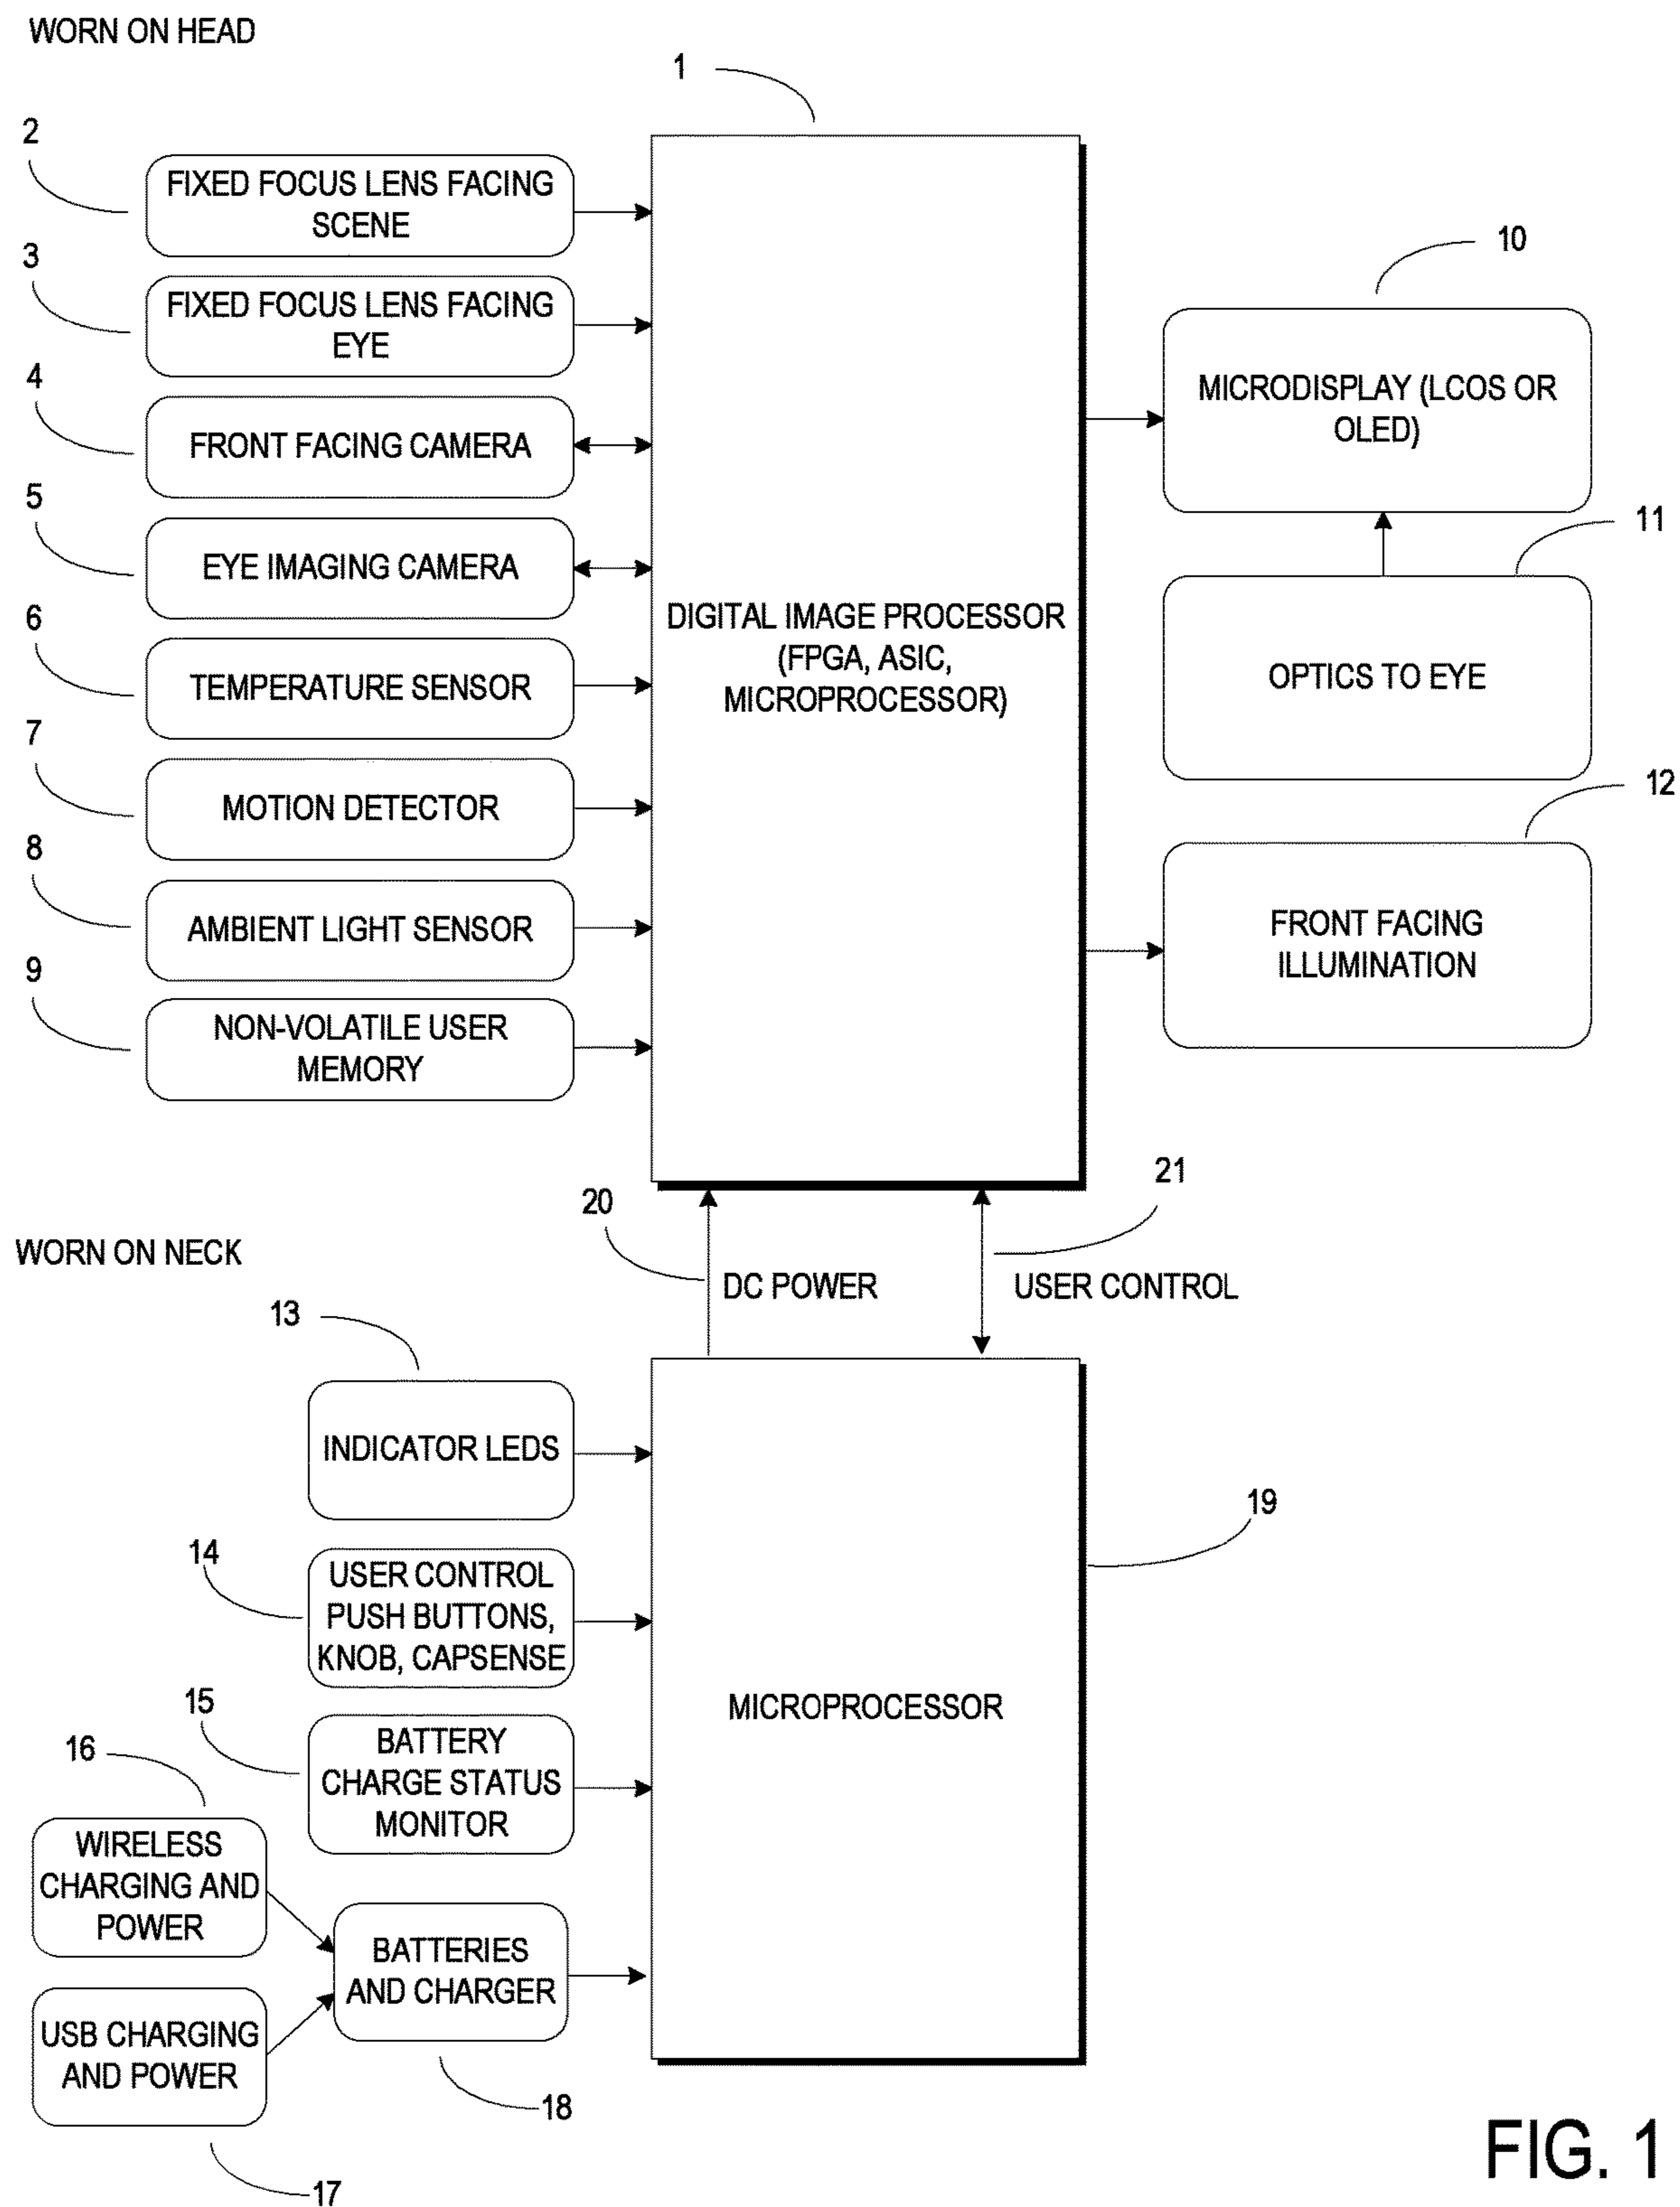 WORN ON HEAD
1
2
FIXED FOCUS LENS FACING
SCENE
3
FIXED FOCUS LENS FACING
EYE
4
FRONT FACING CAMERA
5
EYE IMAGING CAMERA
6
TEMPERATURE SENSOR
7
MOTION DETECTOR
8
AMBIENT LIGHT SENSOR
9
NON-VOLATILE USER
MEMORY
DIGITAL IMAGE PROCESSOR
(FPGA, ASIC,
MICROPROCESSOR)
10
MICRODISPLAY (LCOS OR
OLED)
11
OPTICS TO EYE
12
FRONT FACING
ILLUMINATION
20
DC POWER
21
USER CONTROL
WORN ON NECK
13
INDICATOR LEDS
14
USER CONTROL
PUSH BUTTONS,
KNOB, CAPSENSE
15
BATTERY
CHARGE STATUS
MONITOR
16
WIRELESS
CHARGING AND
POWER
USB CHARGING
AND POWER
17
BATTERIES
AND CHARGER
18
MICROPROCESSOR
19
FIG. 1